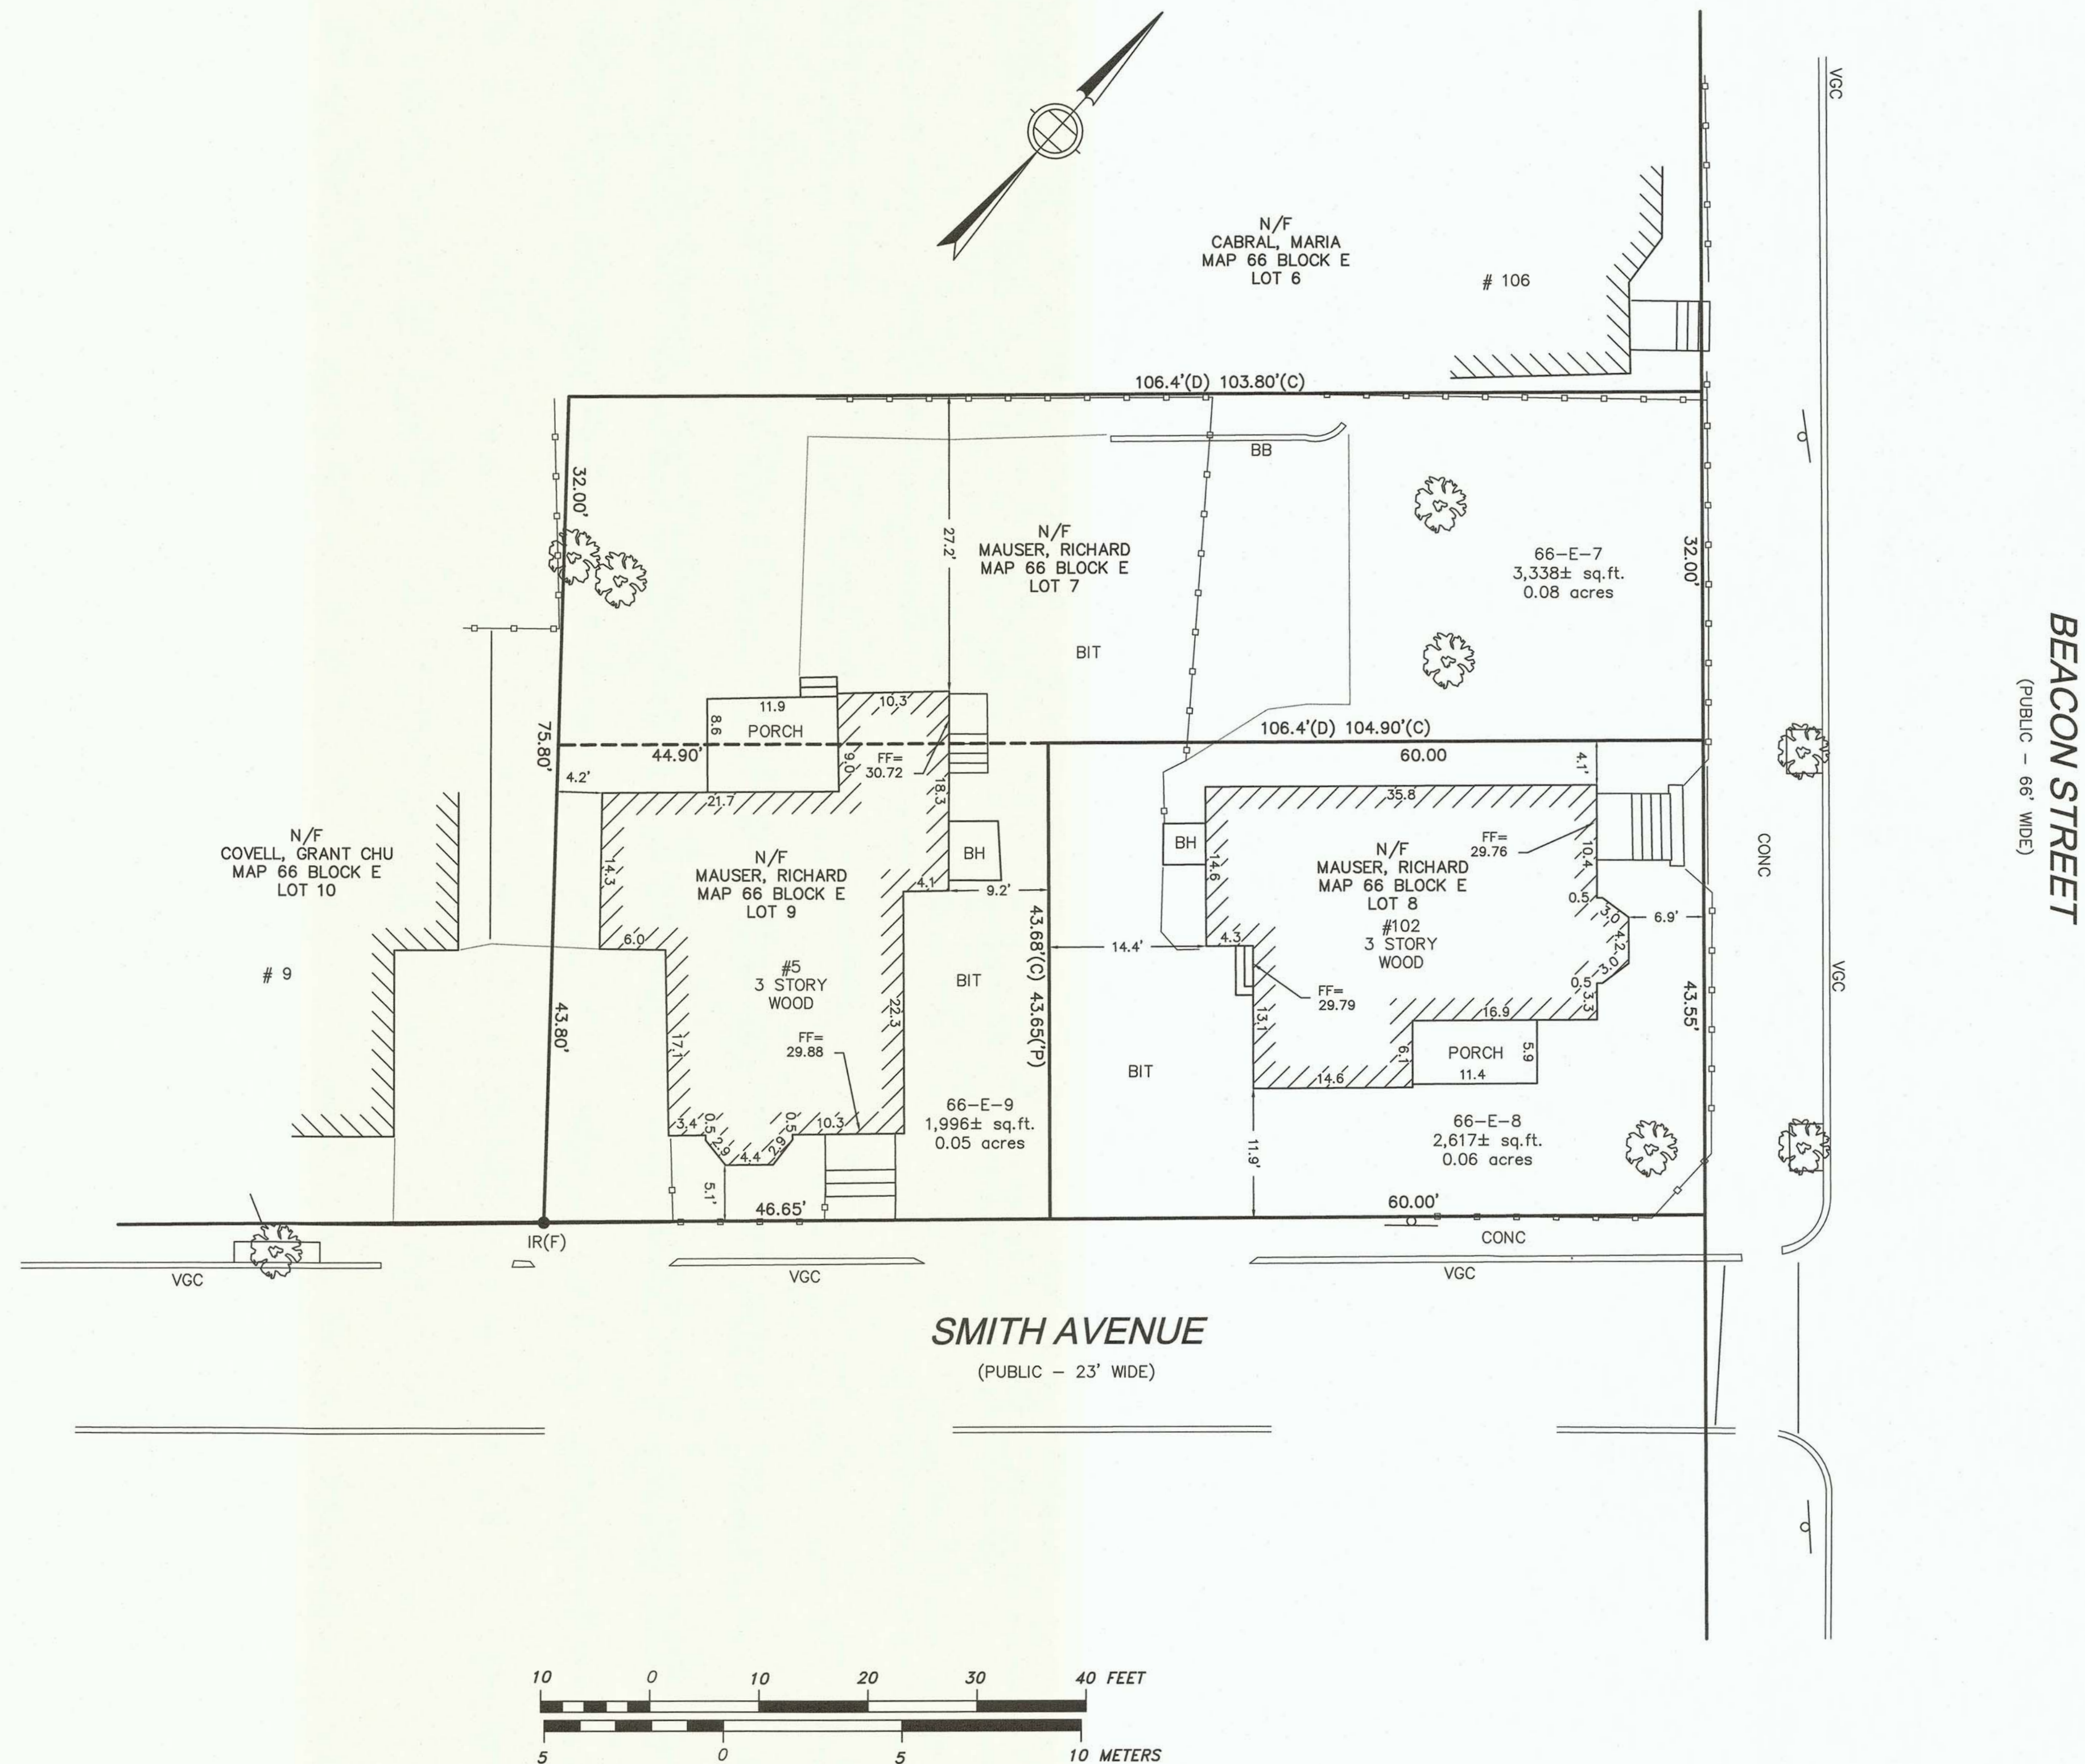 VGC
N/F
CABRAL, MARIA
MAP 66 BLOCK E
LOT 6
# 106
106.4'(D) 103.80'(C)
BB
32.00'
27.2'
N/F
MAUSER, RICHARD
MAP 66 BLOCK E
LOT 7
66-E-7
3,338± sq.ft.
0.08 acres
32.00'
BEACON STREET
(PUBLIC - 66' WIDE)
BIT
10.3
11.9
8.6
PORCH
106.4'(D) 104.90'(C)
75.80'
44.90'
9.0
FF=
30.72
60.00
4.1'
4.2'
21.7
18.3
35.8
N/F
COVELL, GRANT CHU
MAP 66 BLOCK E
LOT 10
14.3
N/F
MAUSER, RICHARD
MAP 66 BLOCK E
LOT 9
BH
4.1
9.2'
BH
14.6
N/F
MAUSER, RICHARD
MAP 66 BLOCK E
LOT 8
#102
3 STORY
WOOD
FF=
29.76
10.4
0.5
3.0
4.2
3.0
0.5
3.3
6.9'
CONC
# 9
6.0
#5
3 STORY
WOOD
BIT
43.68'(C) 43.65('P)
14.4'
4.3
FF=
29.79
VGC
43.80'
17.1
22.3
FF=
29.88
13.1
16.9
43.55'
BIT
6.1
PORCH
5.9
11.4
14.6
3.4
0.5
2.9
4.4
2.9
0.5
10.3
66-E-9
1,996± sq.ft.
0.05 acres
11.9'
66-E-8
2,617± sq.ft.
0.06 acres
5.1'
46.65'
60.00'
IR(F)
CONC
VGC
VGC
VGC
SMITH AVENUE
(PUBLIC - 23' WIDE)
10 0 10 20 30 40 FEET
5 0 5 10 METERS